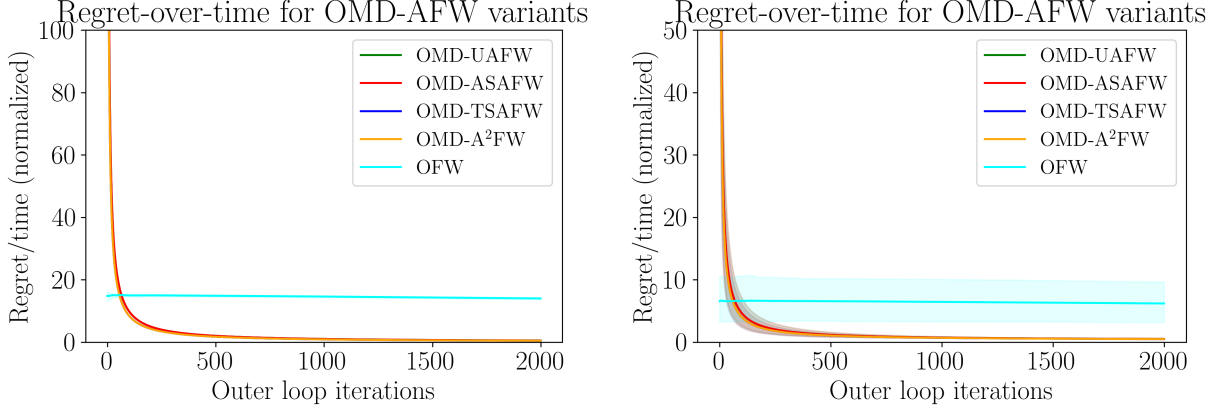 Regret-over-time for OMD-AFW variants
Regret/time (normalized)
100
80
60
40
20
0
OMD-UAFW
OMD-ASAFW
OMD-TSAFW
OMD-A²FW
OFW
0 500 1000 1500 2000
Outer loop iterations
Regret-over-time for OMD-AFW variants
Regret/time (normalized)
50
40
30
20
10
0
OMD-UAFW
OMD-ASAFW
OMD-TSAFW
OMD-A²FW
OFW
0 500 1000 1500 2000
Outer loop iterations